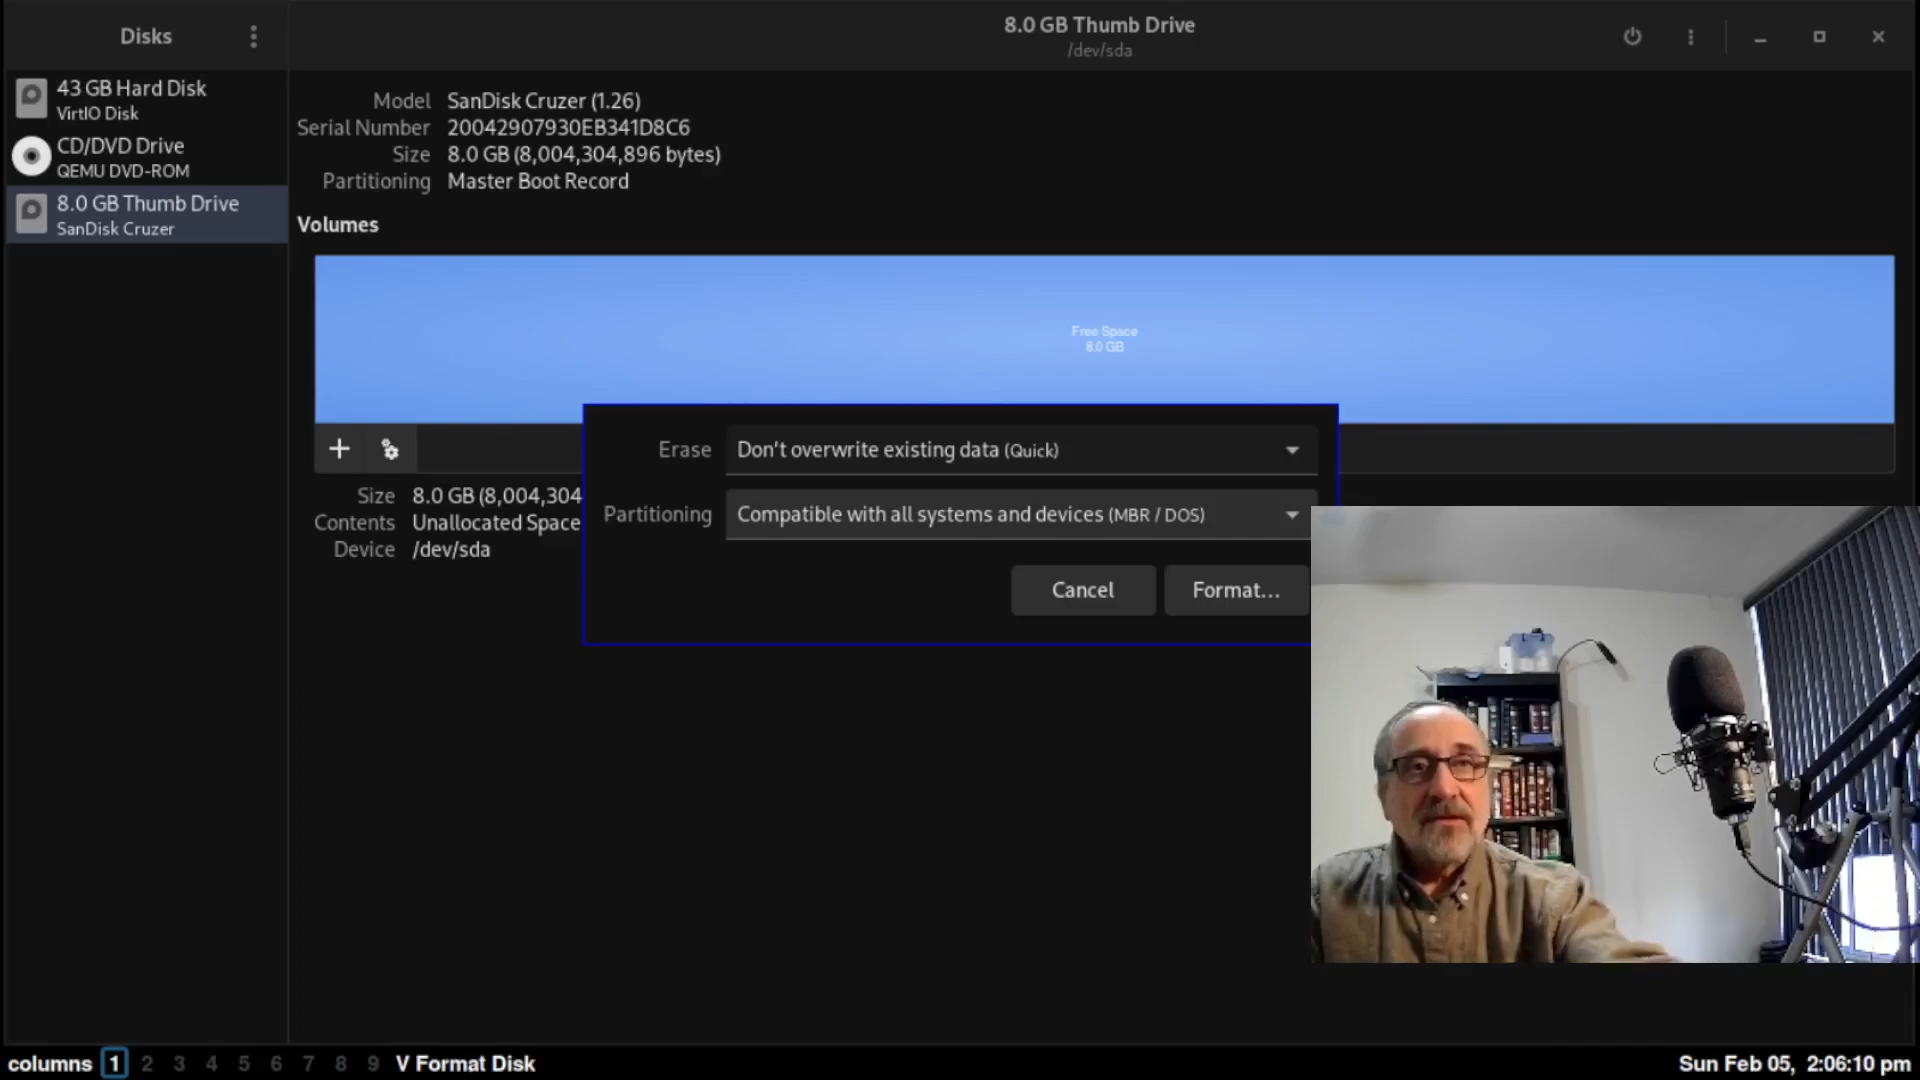 Disks
8.0 GB Thumb Drive
/dev/sda
43 GB Hard Disk
VirtIO Disk
CD/DVD Drive
QEMU DVD-ROM
8.0 GB Thumb Drive
SanDisk Cruzer
Model SanDisk Cruzer (1.26)
Serial Number 20042907930EB341D8C6
Size 8.0 GB (8,004,304,896 bytes)
Partitioning Master Boot Record
Volumes
Free Space
8.0 GB
Erase Don't overwrite existing data (Quick)
Partitioning Compatible with all systems and devices (MBR / DOS)
Cancel Format...
Size 8.0 GB (8,004,304
Contents Unallocated Space
Device /dev/sda
columns 1 2 3 4 5 6 7 8 9 V Format Disk
Sun Feb 05, 2:06:10 pm